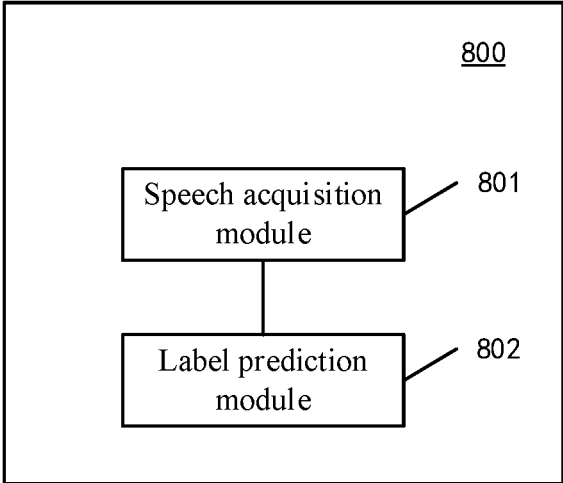 800
Speech acquisition
module
801
Label prediction
module
802